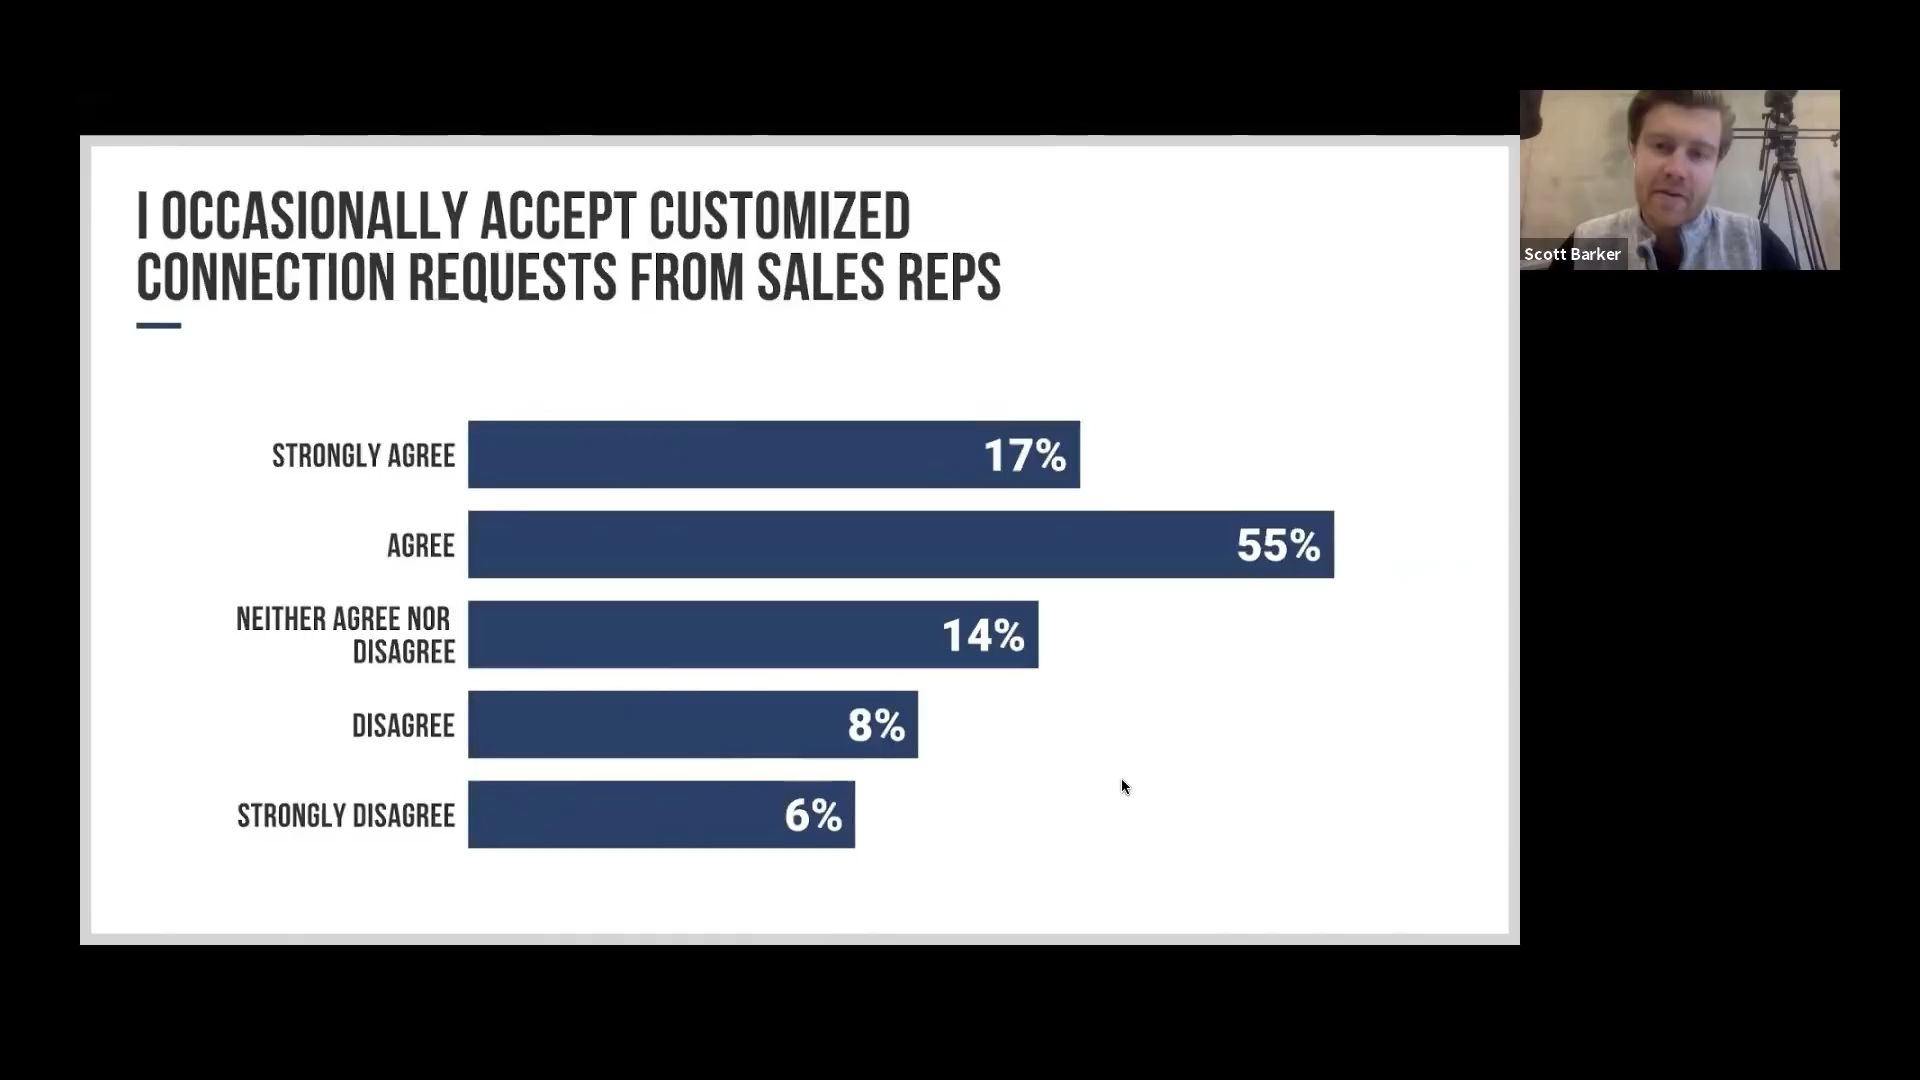 I OCCASIONALLY ACCEPT CUSTOMIZED
CONNECTION REQUESTS FROM SALES REPS
STRONGLY AGREE 17%
AGREE 55%
NEITHER AGREE NOR
DISAGREE 14%
DISAGREE 8%
STRONGLY DISAGREE 6%
Scott Barker